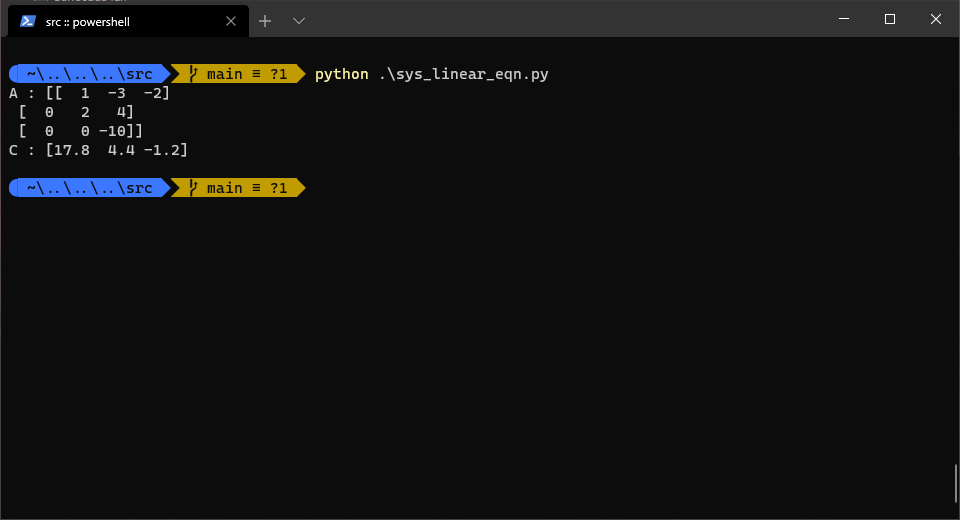 src :: powershell
~\..\..\..\src main ≡ ?1 python .\sys_linear_eqn.py
A : [[  1  -3  -2]
 [  0   2   4]
 [  0   0 -10]]
C : [17.8  4.4 -1.2]
~\..\..\..\src main ≡ ?1